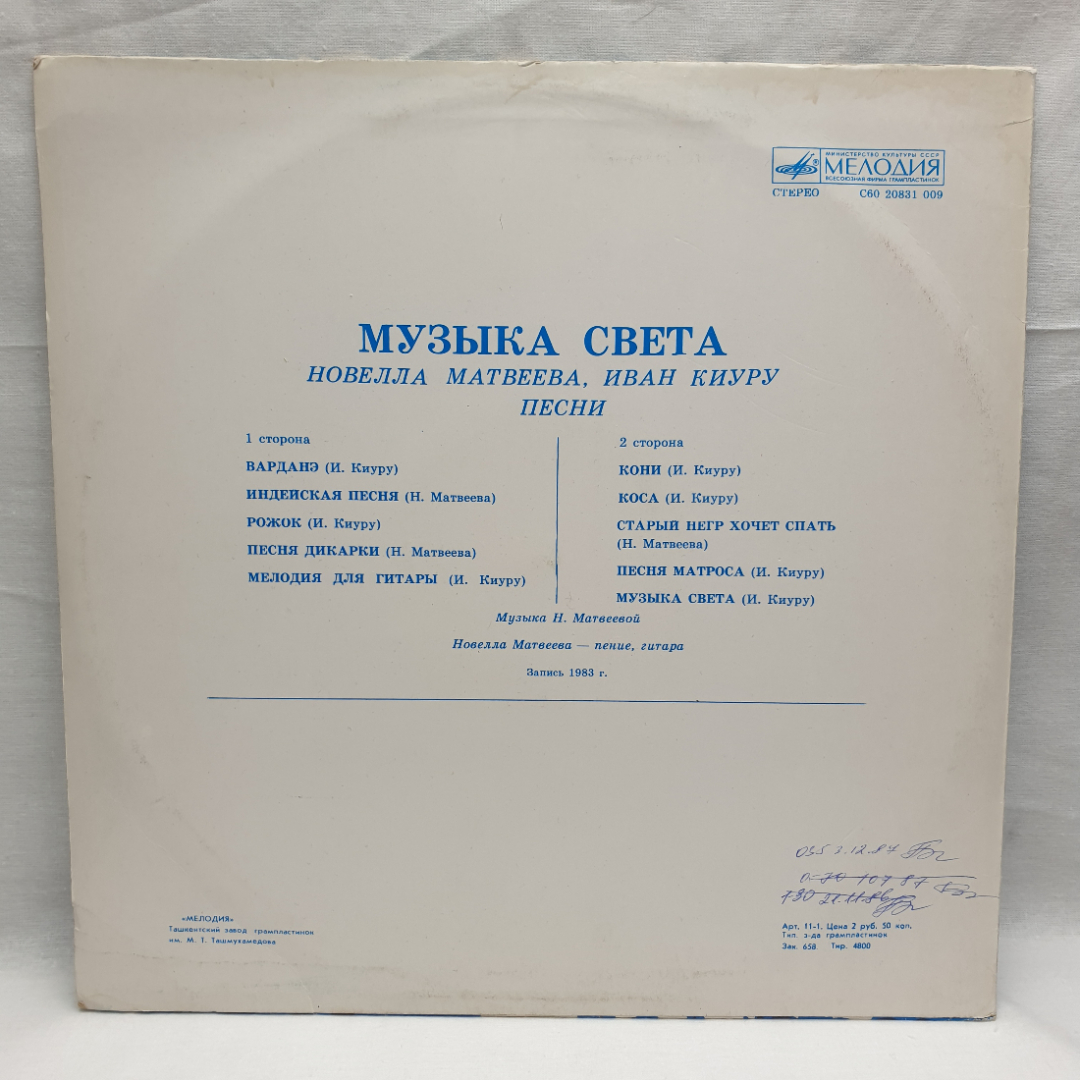 МИНИСТЕРСТВО КУЛЬТУРЫ СССР
МЕЛОДИЯ
ВСЕСОЮЗНАЯ ФИРМА ГРАМПЛАСТИНОК
СТЕРЕО С60 20831 009
МУЗЫКА СВЕТА
НОВЕЛЛА МАТВЕЕВА, ИВАН КИУРУ
ПЕСНИ
1 сторона
ВАРДАНЭ (И. Киуру)
ИНДЕЙСКАЯ ПЕСНЯ (Н. Матвеева)
РОЖОК (И. Киуру)
ПЕСНЯ ДИКАРКИ (Н. Матвеева)
МЕЛОДИЯ ДЛЯ ГИТАРЫ (И. Киуру)
2 сторона
КОНИ (И. Киуру)
КОСА (И. Киуру)
СТАРЫЙ НЕГР ХОЧЕТ СПАТЬ
(Н. Матвеева)
ПЕСНЯ МАТРОСА (И. Киуру)
МУЗЫКА СВЕТА (И. Киуру)
Музыка Н. Матвеевой
Новелла Матвеева — пение, гитара
Запись 1983 г.
3.12.87
«МЕЛОДИЯ»
Ташкентский завод грампластинок
им. М. Т. Ташмухамедова
Арт. 11-1. Цена 2 руб. 50 коп.
Тип. з-да грампластинок
Зак. 658 Тир. 4800